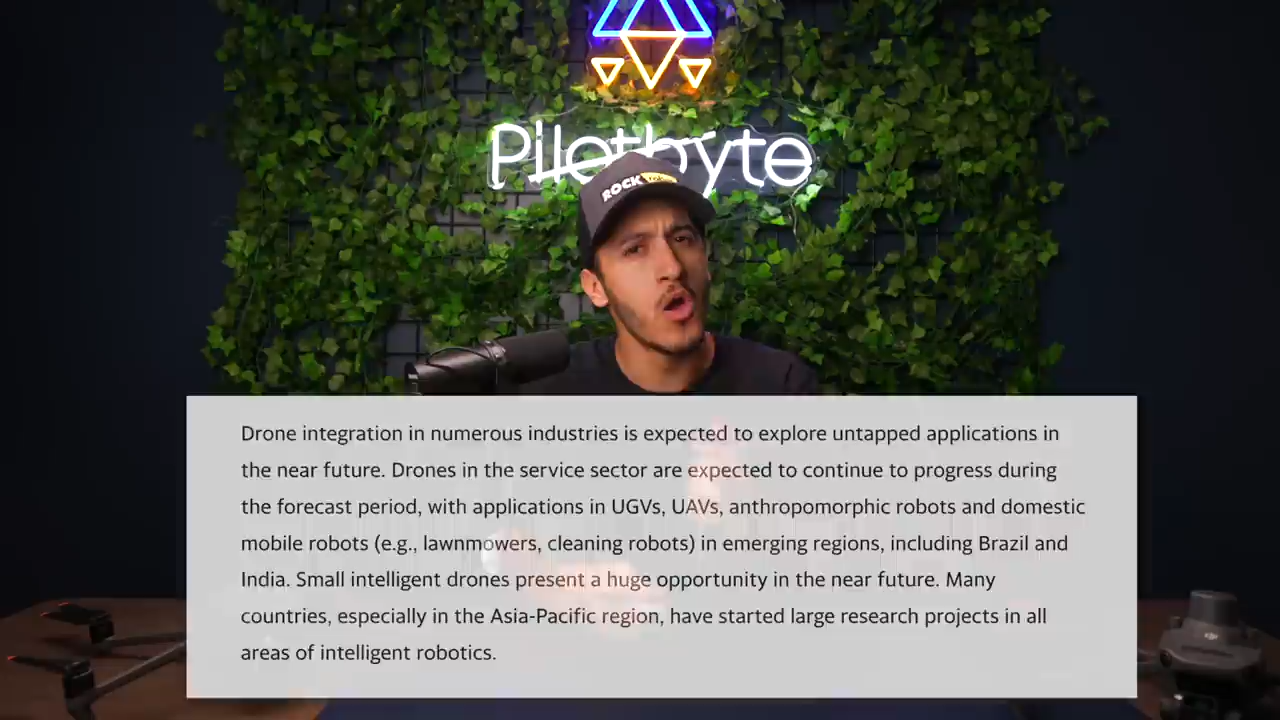 Pilotbyte
ROCK
Drone integration in numerous industries is expected to explore untapped applications in
the near future. Drones in the service sector are expected to continue to progress during
the forecast period, with applications in UGVs, UAVs, anthropomorphic robots and domestic
mobile robots (e.g., lawnmowers, cleaning robots) in emerging regions, including Brazil and
India. Small intelligent drones present a huge opportunity in the near future. Many
countries, especially in the Asia-Pacific region, have started large research projects in all
areas of intelligent robotics.
dji